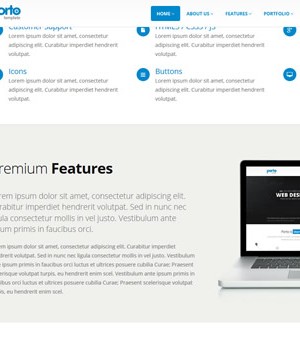 porto
template
HOME
ABOUT US
FEATURES
PORTFOLIO
Customer Support
HTML5 / CSS3 / JS
Lorem ipsum dolor sit amet, consectetur
adipiscing elit. Curabitur imperdiet hendrerit
volutpat.
Lorem ipsum dolor sit amet, consectetur
adipiscing elit. Curabitur imperdiet hendrerit
volutpat.
Icons
Buttons
Lorem ipsum dolor sit amet, consectetur
adipiscing elit. Curabitur imperdiet hendrerit
volutpat.
Lorem ipsum dolor sit amet, consectetur
adipiscing elit. Curabitur imperdiet hendrerit
volutpat.
remium Features
orem ipsum dolor sit amet, consectetur adipiscing elit.
urabitur imperdiet hendrerit volutpat. Sed in nunc nec
gula consectetur mollis in vel justo. Vestibulum ante
sum primis in faucibus orci.
orem ipsum dolor sit amet, consectetur adipiscing elit. Curabitur imperdiet
endrerit volutpat. Sed in nunc nec ligula consectetur mollis in vel justo. Vestibulum
nte ipsum primis in faucibus orci luctus et ultrices posuere cubilia Curae; Praesent
celerisque volutpat turpis, eu hendrerit enim scel. Vestibulum ante ipsum primis in
aucibus orci luctus et ultrices posuere cubilia Curae; Praesent scelerisque volutpat
rpis, eu hendrerit enim scel.
porto
WEB DES